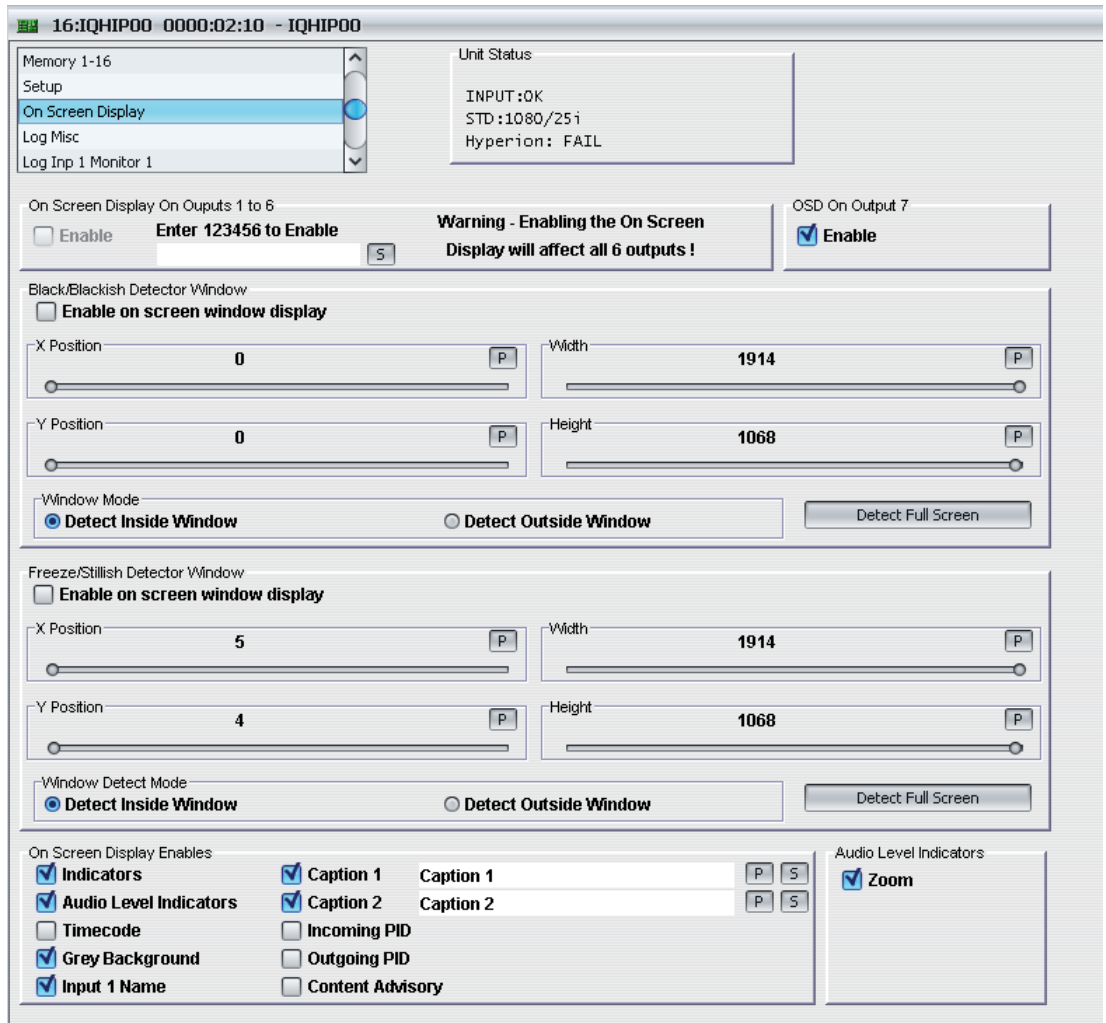 16:IQHIP00 0000:02:10 - IQHIP00
Memory 1-16
Setup
On Screen Display
Log Misc
Log Inp 1 Monitor 1
Unit Status
INPUT:OK
STD:1080/25i
Hyperion: FAIL
On Screen Display On Ouputs 1 to 6
Enable
Enter 123456 to Enable
S
Warning - Enabling the On Screen
Display will affect all 6 outputs !
OSD On Output 7
Enable
Black/Blackish Detector Window
Enable on screen window display
X Position
0
P
Width
1914
P
Y Position
0
P
Height
1068
P
Window Mode
Detect Inside Window
Detect Outside Window
Detect Full Screen
Freeze/Stillish Detector Window
Enable on screen window display
X Position
5
P
Width
1914
P
Y Position
4
P
Height
1068
P
Window Detect Mode
Detect Inside Window
Detect Outside Window
Detect Full Screen
On Screen Display Enables
Indicators
Caption 1
Caption 1
P
S
Audio Level Indicators
Caption 2
Caption 2
P
S
Timecode
Incoming PID
Grey Background
Outgoing PID
Input 1 Name
Content Advisory
Audio Level Indicators
Zoom